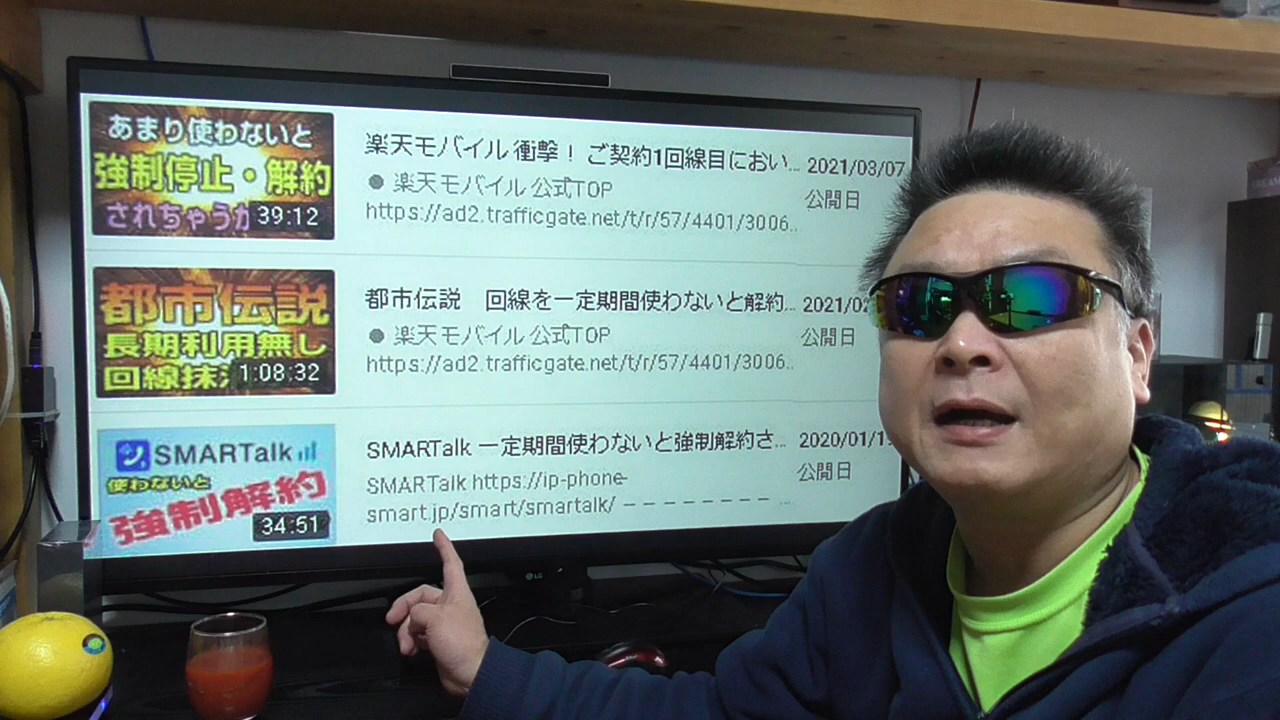 あまり使わないと
強制停止・解約
されちゃうか
39:12
楽天モバイル 衝撃！ ご契約1回線目におい...
● 楽天モバイル 公式TOP
https://ad2.trafficgate.net/t/r/57/4401/3006..
2021/03/07
公開日
都市伝説
長期利用無し
回線抹
1:08:32
都市伝説 回線を一定期間使わないと解約...
● 楽天モバイル 公式TOP
https://ad2.trafficgate.net/t/r/57/4401/3006..
2021/02
公開日
SMARTalk
使わないと
強制解約
34:51
SMARTalk 一定期間使わないと強制解約さ...
SMARTalk https://ip-phone-
smart.jp/smart/smartalk/ － － － － － － － － ...
2020/01/19
公開日
LG